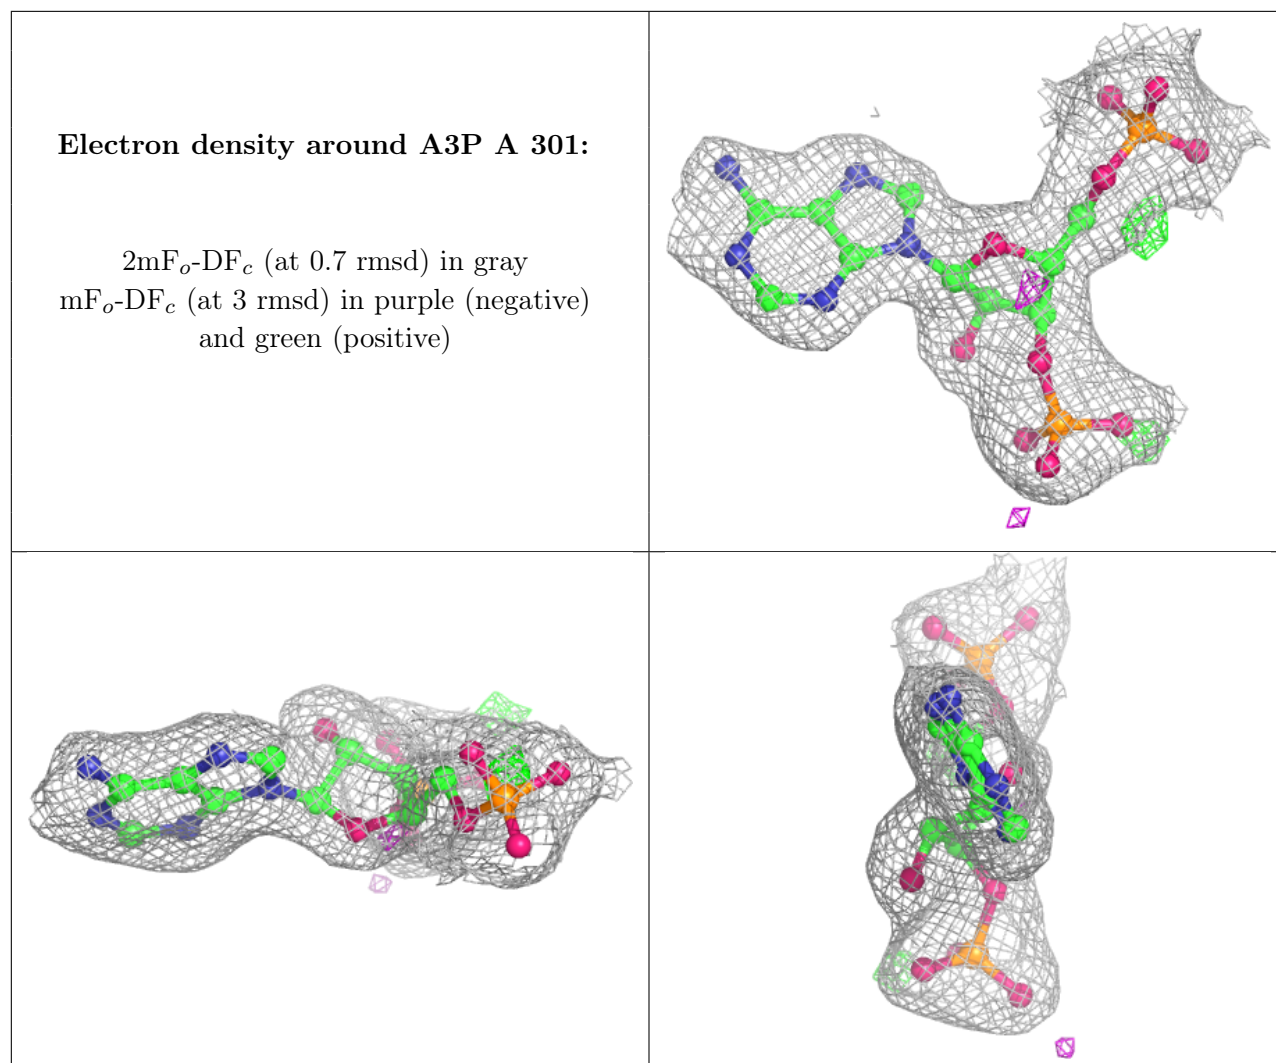 Electron density around A3P A 301:
2mFₒ-DF𝒸 (at 0.7 rmsd) in gray
mFₒ-DF𝒸 (at 3 rmsd) in purple (negative)
and green (positive)